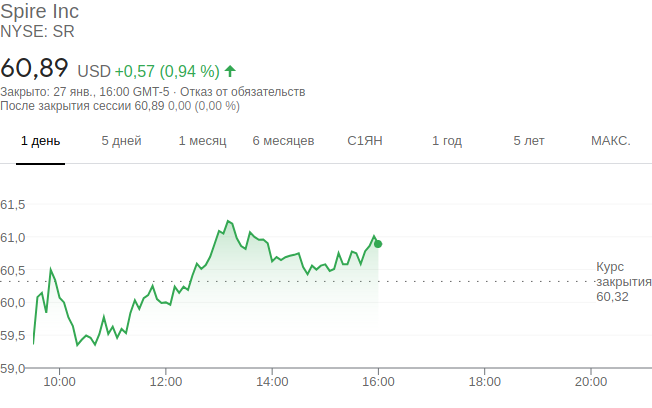 Spire Inc
NYSE: SR
60,89 USD +0,57 (0,94 %)
Закрыто: 27 янв., 16:00 GMT-5 · Отказ от обязательств
После закрытия сессии 60,89 0,00 (0,00 %)
1 день 5 дней 1 месяц 6 месяцев С1ЯН 1 год 5 лет МАКС.
61,5
61,0
60,5
60,0
59,5
59,0
Курс
закрытия
60,32
10:00 12:00 14:00 16:00 18:00 20:00